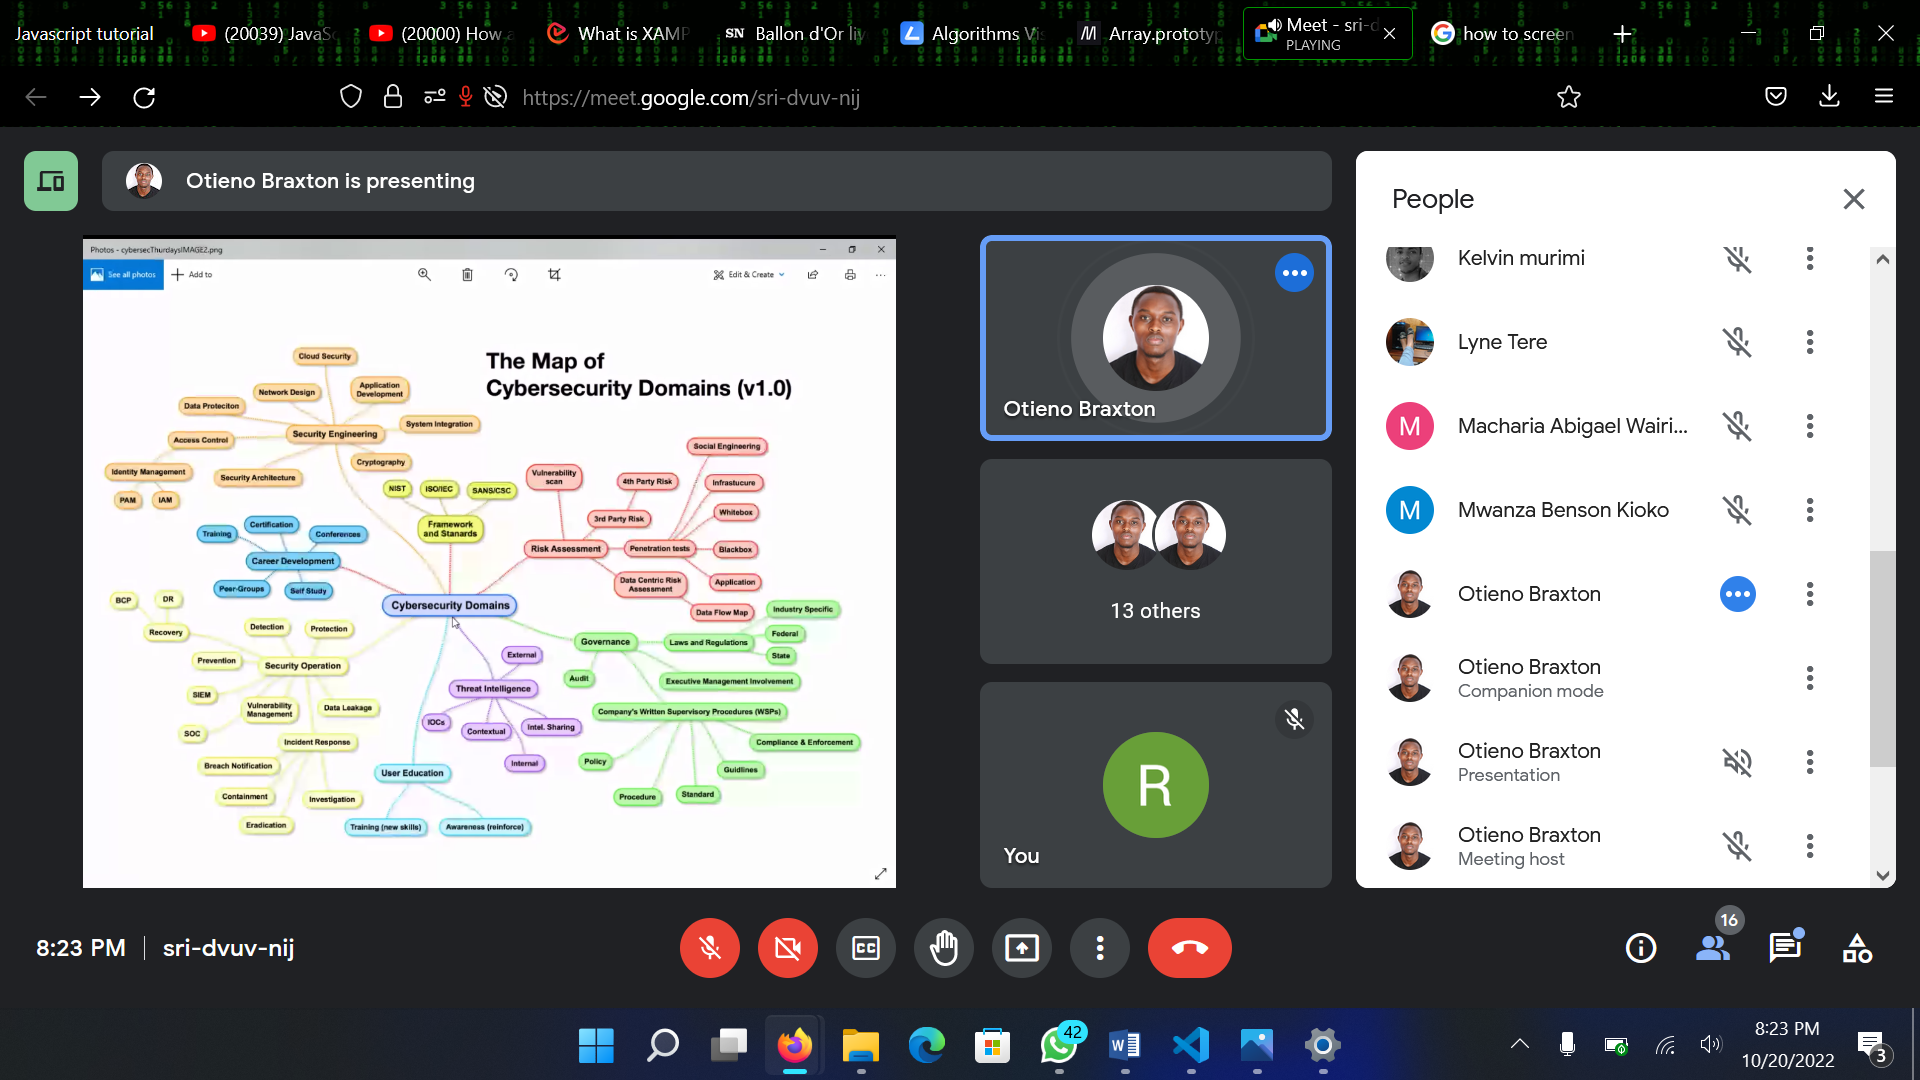 Javascript tutorial
(20039) JavaSc
(20000) How a
What is XAMP
SN Ballon d'Or liv
Algorithms Vis
Array.prototyp
Meet - sri-d
PLAYING
how to screen
https://meet.google.com/sri-dvuv-nij
Otieno Braxton is presenting
Photos - cybersecThurdaysIMAGE2.png
See all photos
Add to
Edit & Create
The Map of
Cybersecurity Domains (v1.0)
Cloud Security
Network Design
Application
Development
Data Proteciton
System Integration
Access Control
Security Engineering
Identity Management
Cryptography
Security Architecture
PAM
IAM
NIST
ISO/IEC
SANS/CSC
Framework
and Stanards
Social Engineering
Vulnerability
scan
4th Party Risk
Infrastucure
Whitebox
3rd Party Risk
Risk Assessment
Penetration tests
Blackbox
Data Centric Risk
Assessment
Application
Data Flow Map
Training
Certification
Conferences
Career Development
Peer-Groups
Self Study
Cybersecurity Domains
BCP
DR
Recovery
Detection
Protection
Prevention
Security Operation
SIEM
Vulnerability
Management
Data Leakage
SOC
Incident Response
Breach Notification
Containment
Investigation
Eradication
External
Threat Intelligence
IOCs
Contextual
Intel. Sharing
Internal
User Education
Training (new skills)
Awareness (reinforce)
Governance
Laws and Regulations
Industry Specific
Federal
State
Audit
Executive Management Involvement
Company's Written Supervisory Procedures (WSPs)
Compliance & Enforcement
Policy
Guidlines
Procedure
Standard
Otieno Braxton
13 others
R
You
People
Kelvin murimi
Lyne Tere
M Macharia Abigael Wairi...
M Mwanza Benson Kioko
Otieno Braxton
Otieno Braxton
Companion mode
Otieno Braxton
Presentation
Otieno Braxton
Meeting host
8:23 PM
sri-dvuv-nij
CC
16
42
8:23 PM
10/20/2022
3